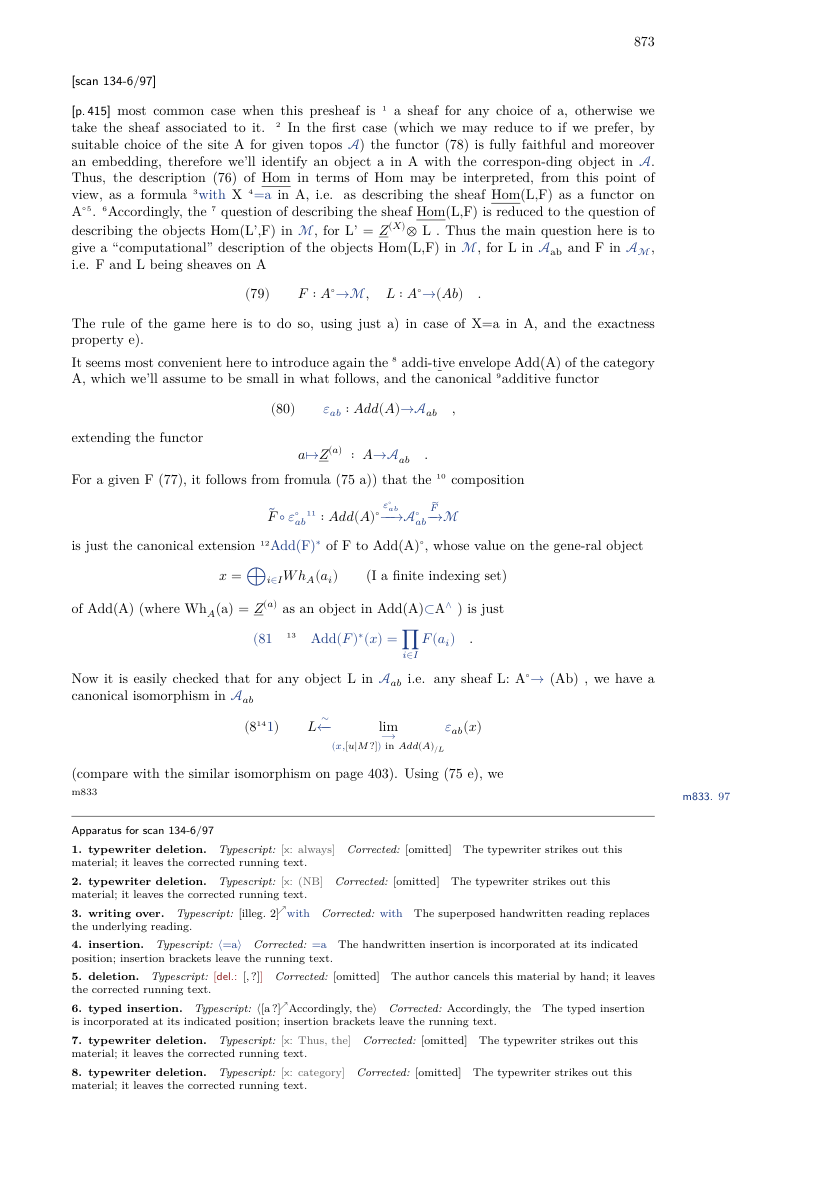 873
[scan 134-6/97]
[p. 415] most common case when this presheaf is ¹ a sheaf for any choice of a, otherwise we
take the sheaf associated to it. ² In the first case (which we may reduce to if we prefer, by
suitable choice of the site A for given topos 𝒜) the functor (78) is fully faithful and moreover
an embedding, therefore we'll identify an object a in A with the correspon-ding object in 𝒜.
Thus, the description (76) of Hom in terms of Hom may be interpreted, from this point of
view, as a formula ³with X ⁴=a in A, i.e. as describing the sheaf Hom(L,F) as a functor on
A°⁵. ⁶Accordingly, the ⁷ question of describing the sheaf Hom(L,F) is reduced to the question of
describing the objects Hom(L',F) in ℳ, for L' = Z^(X)⊗ L . Thus the main question here is to
give a “computational” description of the objects Hom(L,F) in ℳ, for L in 𝒜_ab and F in 𝒜_ℳ,
i.e. F and L being sheaves on A
(79) F : A°→ℳ, L : A°→(Ab) .
The rule of the game here is to do so, using just a) in case of X=a in A, and the exactness
property e).
It seems most convenient here to introduce again the ⁸ addi-tive envelope Add(A) of the category
A, which we'll assume to be small in what follows, and the canonical ⁹additive functor
(80) ε_ab : Add(A)→𝒜_ab ,
extending the functor
a↦Z^(a) : A→𝒜_ab .
For a given F (77), it follows from fromula (75 a)) that the ¹⁰ composition
F̃ ∘ ε°_ab ¹¹ : Add(A)° –ε°_ab→ 𝒜°_ab –F̃→ ℳ
is just the canonical extension ¹²Add(F)* of F to Add(A)°, whose value on the gene-ral object
x = ⨁_{i∈I} Wh_A(a_i) (I a finite indexing set)
of Add(A) (where Wh_A(a) = Z^(a) as an object in Add(A)⊂A^∧ ) is just
(81 ¹³ Add(F)*(x) = ∏_{i∈I} F(a_i) .
Now it is easily checked that for any object L in 𝒜_ab i.e. any sheaf L: A°→ (Ab) , we have a
canonical isomorphism in 𝒜_ab
(8¹⁴1) L ←∼ lim→_{(x,[u|M?]) in Add(A)/L} ε_ab(x)
(compare with the similar isomorphism on page 403). Using (75 e), we
m833
m833. 97
Apparatus for scan 134-6/97
1. typewriter deletion. Typescript: [x: always] Corrected: [omitted] The typewriter strikes out this
material; it leaves the corrected running text.
2. typewriter deletion. Typescript: [x: (NB] Corrected: [omitted] The typewriter strikes out this
material; it leaves the corrected running text.
3. writing over. Typescript: [illeg. 2]↗with Corrected: with The superposed handwritten reading replaces
the underlying reading.
4. insertion. Typescript: ⟨=a⟩ Corrected: =a The handwritten insertion is incorporated at its indicated
position; insertion brackets leave the running text.
5. deletion. Typescript: [del.: [,?]] Corrected: [omitted] The author cancels this material by hand; it leaves
the corrected running text.
6. typed insertion. Typescript: ⟨[a?]↗Accordingly, the⟩ Corrected: Accordingly, the The typed insertion
is incorporated at its indicated position; insertion brackets leave the running text.
7. typewriter deletion. Typescript: [x: Thus, the] Corrected: [omitted] The typewriter strikes out this
material; it leaves the corrected running text.
8. typewriter deletion. Typescript: [x: category] Corrected: [omitted] The typewriter strikes out this
material; it leaves the corrected running text.